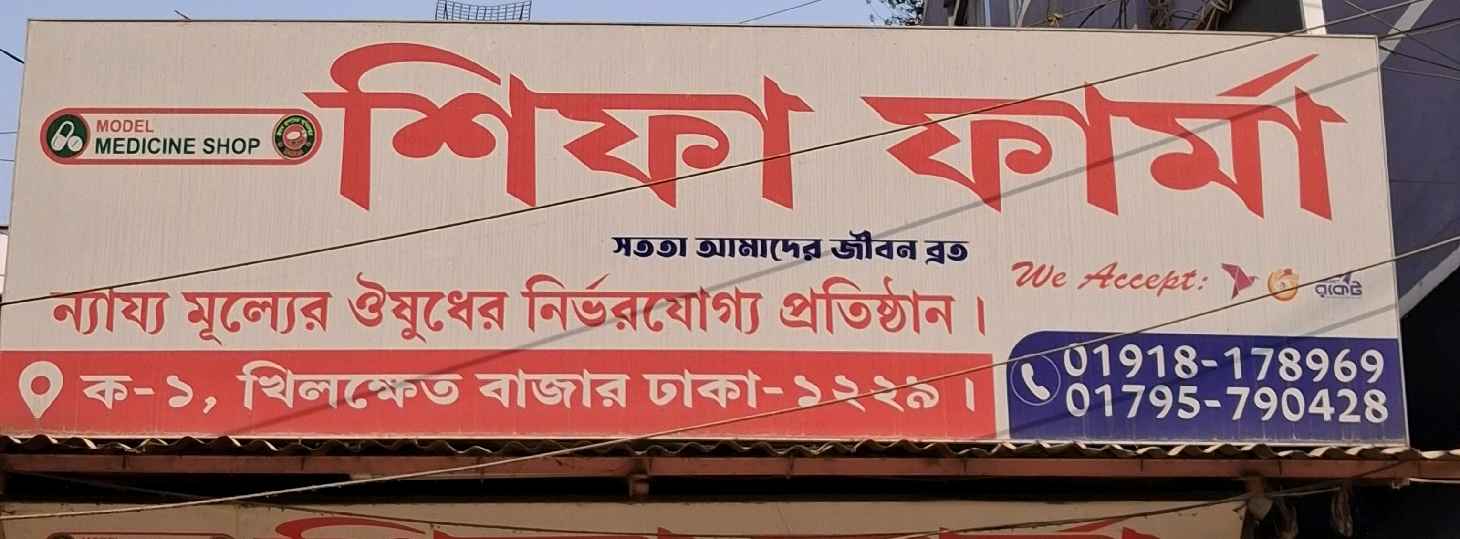 MODEL
MEDICINE SHOP
শিফা ফার্মা
সততা আমাদের জীবন ব্রত
We Accept:
রকেট
ন্যায্য মূল্যের ঔষুধের নির্ভরযোগ্য প্রতিষ্ঠান।
ক-১, খিলক্ষেত বাজার ঢাকা-১২২৯।
01918-178969
01795-790428